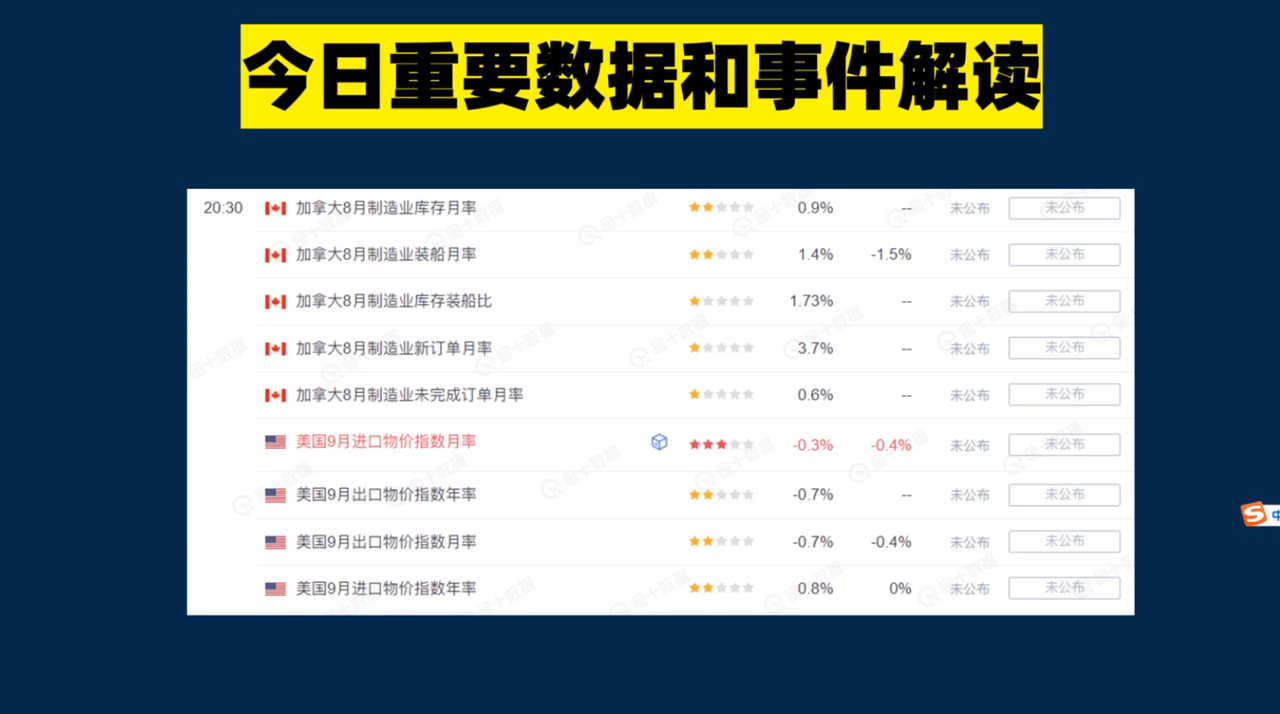 今日重要数据和事件解读
20:30 加拿大8月制造业库存月率 0.9% -- 未公布 未公布
加拿大8月制造业装船月率 1.4% -1.5% 未公布 未公布
加拿大8月制造业库存装船比 1.73% -- 未公布 未公布
加拿大8月制造业新订单月率 3.7% -- 未公布 未公布
加拿大8月制造业未完成订单月率 0.6% -- 未公布 未公布
美国9月进口物价指数月率 -0.3% -0.4% 未公布 未公布
美国9月出口物价指数年率 -0.7% -- 未公布 未公布
美国9月出口物价指数月率 -0.7% -0.4% 未公布 未公布
美国9月进口物价指数年率 0.8% 0% 未公布 未公布
金十数据